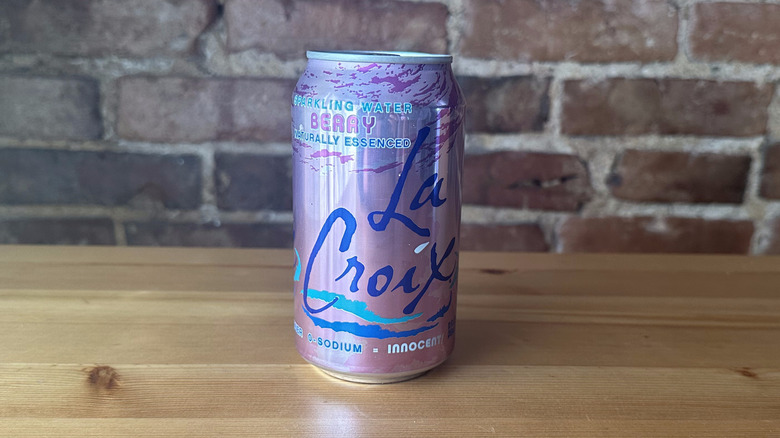 SPARKLING WATER
BERRY
NATURALLY ESSENCED
La
Croix
0-SODIUM = INNOCENT!